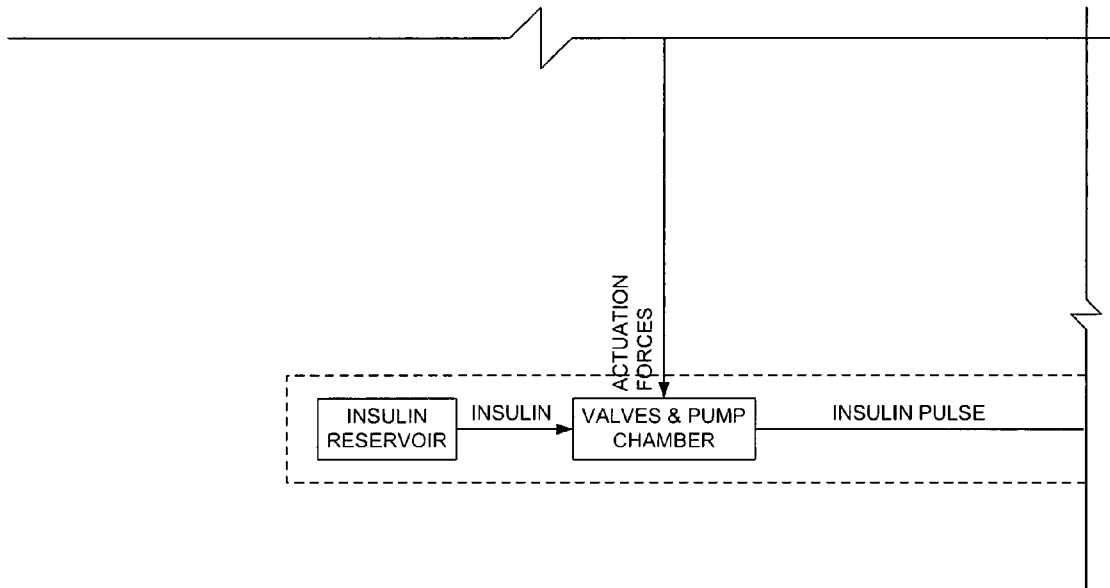 ACTUATION
FORCES
INSULIN
RESERVOIR
INSULIN
VALVES & PUMP
CHAMBER
INSULIN PULSE